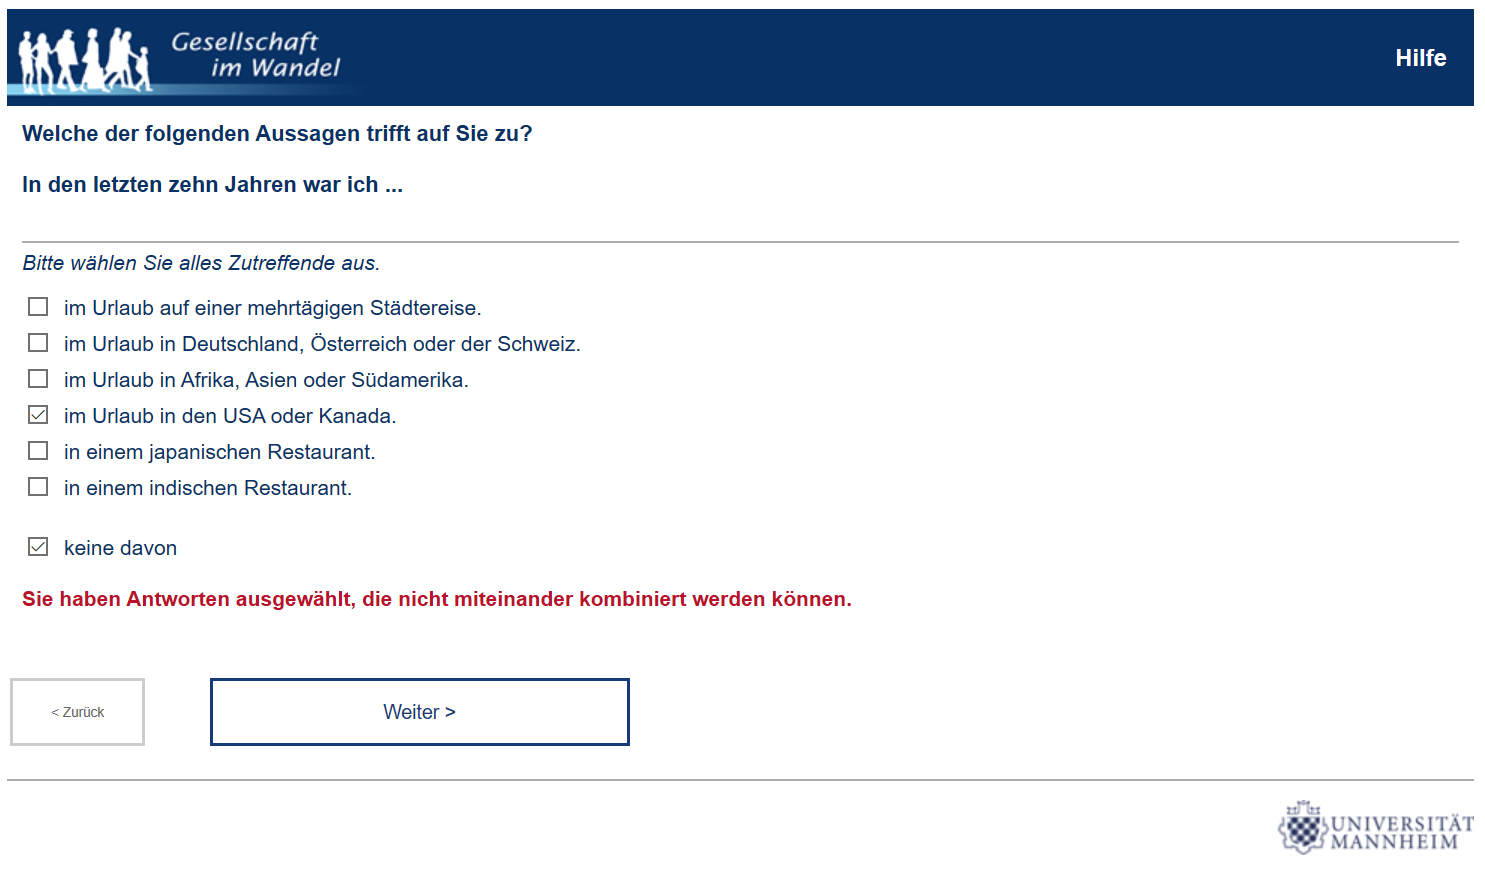 Gesellschaft
im Wandel
Hilfe
Welche der folgenden Aussagen trifft auf Sie zu?
In den letzten zehn Jahren war ich ...
Bitte wählen Sie alles Zutreffende aus.
im Urlaub auf einer mehrtägigen Städtereise.
im Urlaub in Deutschland, Österreich oder der Schweiz.
im Urlaub in Afrika, Asien oder Südamerika.
im Urlaub in den USA oder Kanada.
in einem japanischen Restaurant.
in einem indischen Restaurant.
keine davon
Sie haben Antworten ausgewählt, die nicht miteinander kombiniert werden können.
< Zurück
Weiter >
UNIVERSITÄT
MANNHEIM